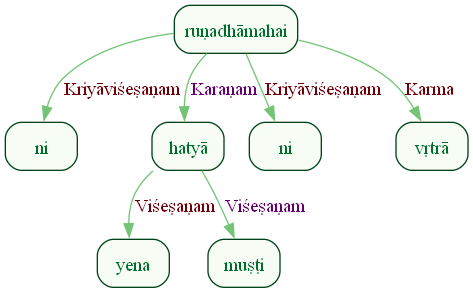 ruṇadhāmahai
Kriyāviśeṣaṇam Karaṇam Kriyāviśeṣaṇam Karma
ni hatyā ni vṛtrā
Viśeṣaṇam Viśeṣaṇam
yena muṣṭi